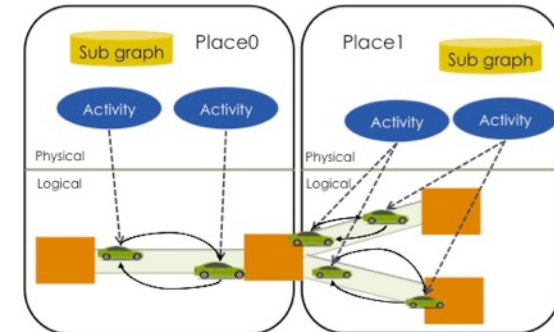 Place0
Sub graph
Activity
Activity
Physical
Logical
Place1
Sub graph
Activity
Activity
Physical
Logical